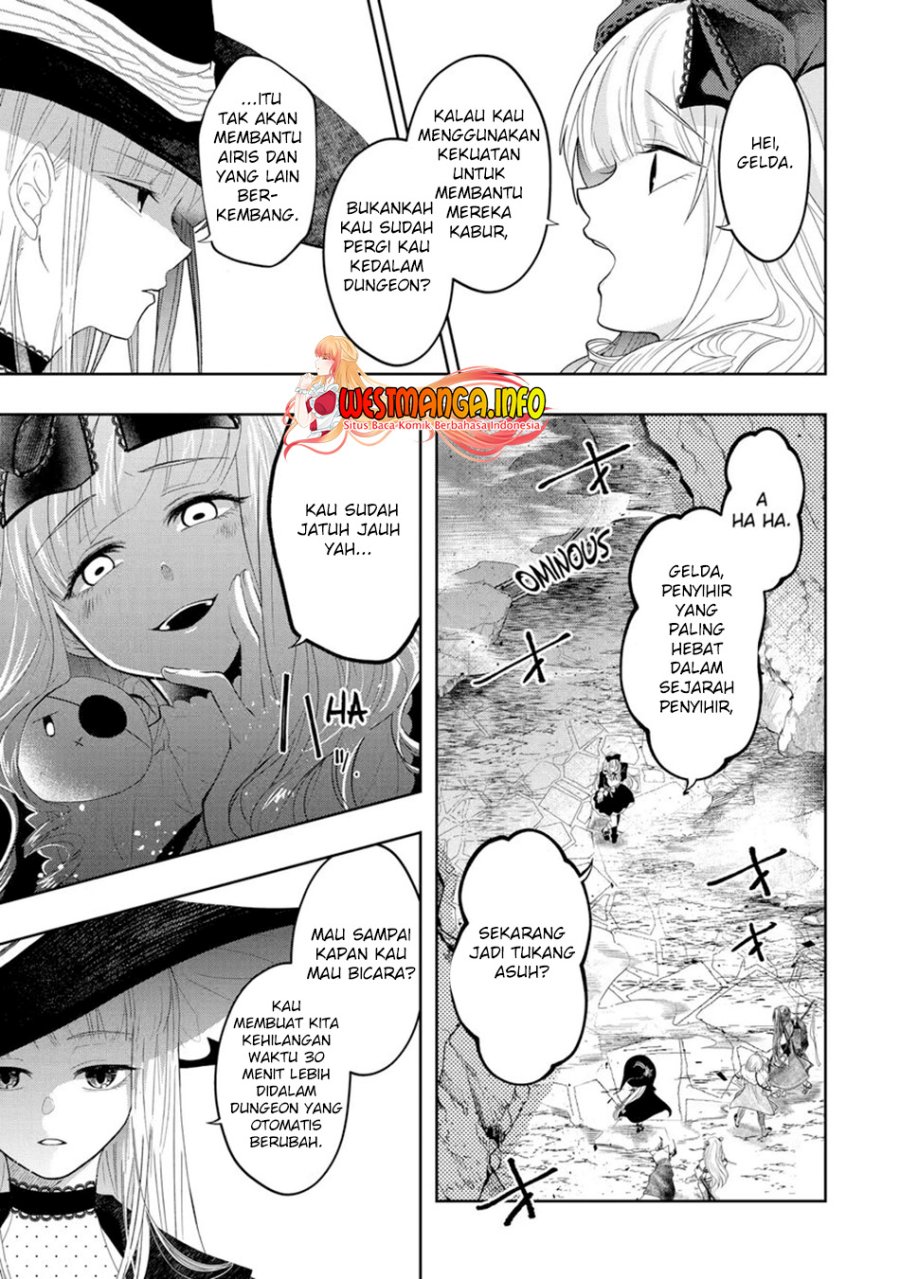 HEI,
GELDA.
KALAU KAU
MENGGUNAKAN
KEKUATAN
UNTUK
MEMBANTU
MEREKA
KABUR,
BUKANKAH
KAU SUDAH
PERGI KAU
KEDALAM
DUNGEON?
...ITU
TAK AKAN
MEMBANTU
AIRIS DAN
YANG LAIN
BER-
KEMBANG.
WESTMANGA.INFO
Situs Baca Komik Berbahasa Indonesia
A
HA HA.
OMINOUS
GELDA,
PENYIHIR
YANG
PALING
HEBAT
DALAM
SEJARAH
PENYIHIR,
SEKARANG
JADI TUKANG
ASUH?
KAU SUDAH
JATUH JAUH
YAH...
HA
MAU SAMPAI
KAPAN KAU
MAU BICARA?
KAU
MEMBUAT KITA
KEHILANGAN
WAKTU 30
MENIT LEBIH
DIDALAM
DUNGEON YANG
OTOMATIS
BERUBAH.